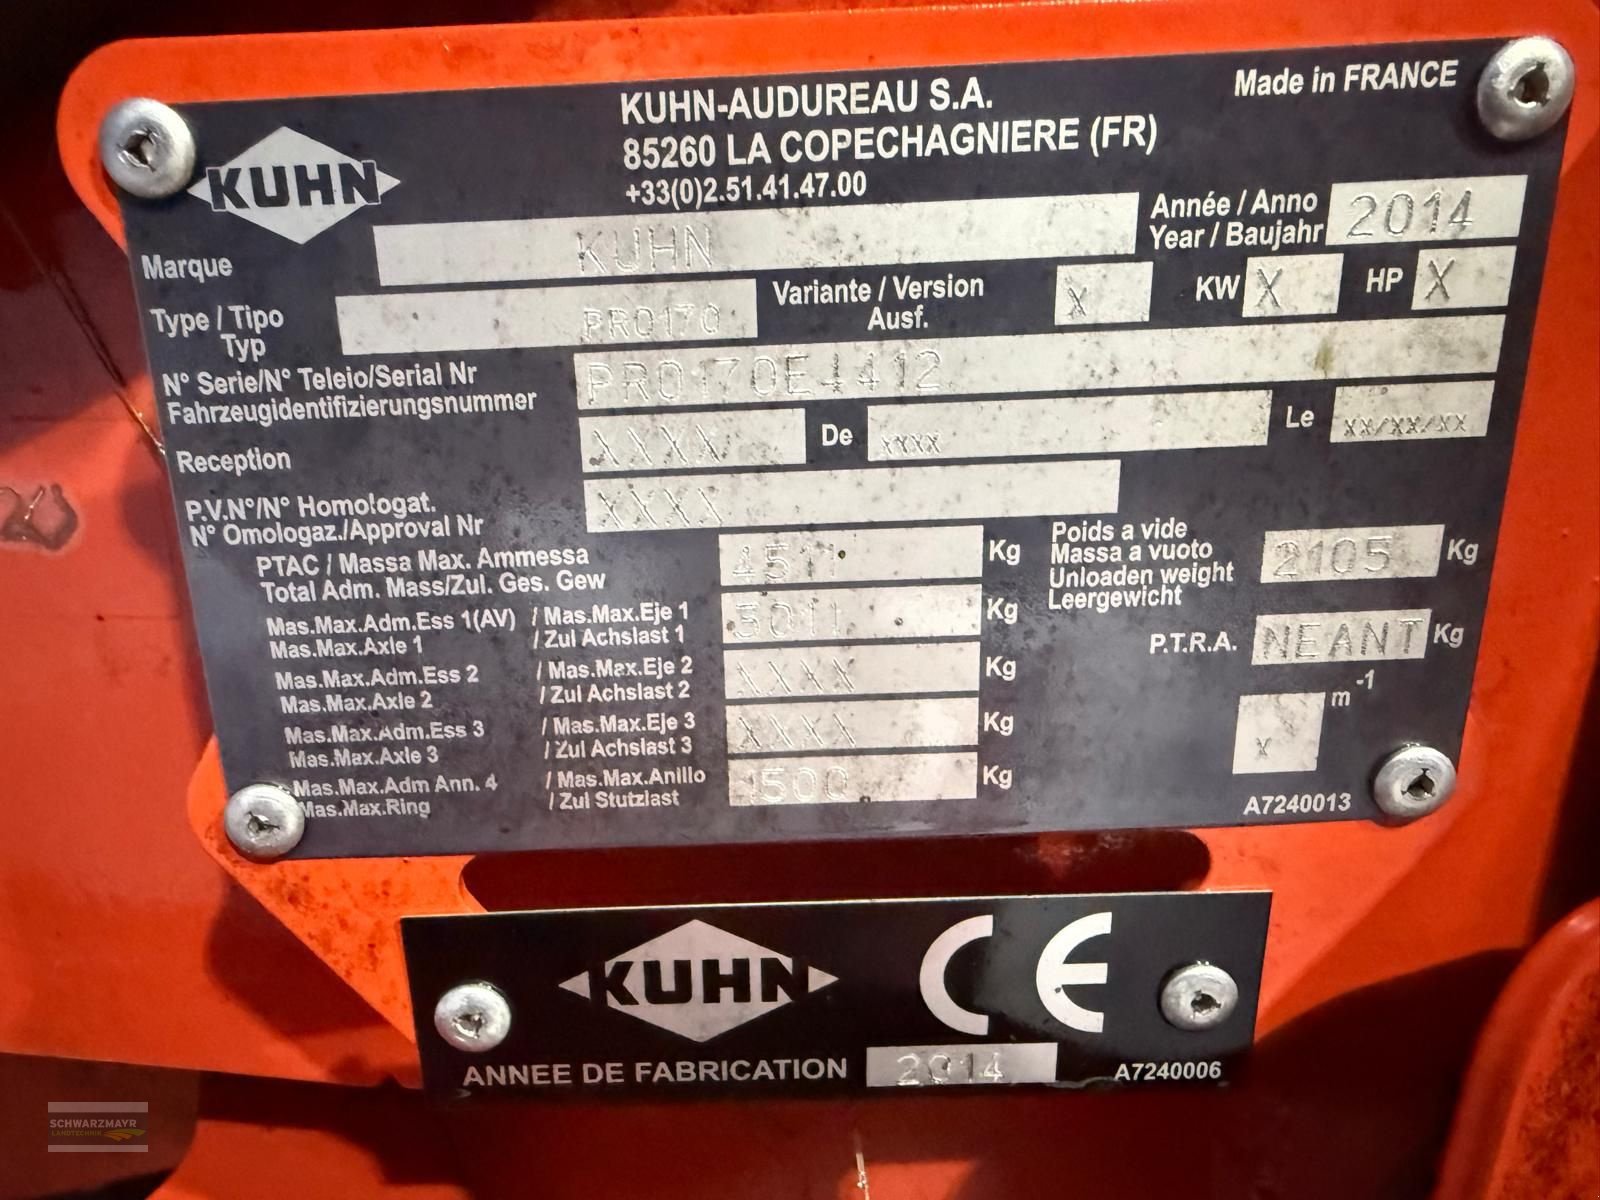 KUHN-AUDUREAU S.A.
Made in FRANCE
85260 LA COPECHAGNIERE (FR)
+33(0)2.51.41.47.00
KUHN
Marque KUHN
Année / Anno
Year / Baujahr 2014
Type / Tipo
Typ PRO170
Variante / Version
Ausf. X
KW X HP X
N° Serie/N° Teleio/Serial Nr
Fahrzeugidentifizierungsnummer
Reception XXXX De XXXX Le XX/XX/XX
P.V.N°/N° Homologat.
N° Omologaz./Approval Nr XXXX
PTAC / Massa Max. Ammessa
Total Adm. Mass/Zul. Ges. Gew 4511 Kg
Mas.Max.Adm.Ess 1(AV) / Mas.Max.Eje 1
Mas.Max.Axle 1 / Zul Achslast 1 3011 Kg
Mas.Max.Adm.Ess 2 / Mas.Max.Eje 2
Mas.Max.Axle 2 / Zul Achslast 2 XXXX Kg
Mas.Max.Adm.Ess 3 / Mas.Max.Eje 3
Mas.Max.Axle 3 / Zul Achslast 3 XXXX Kg
Mas.Max.Adm Ann. 4 / Mas.Max.Anillo
Mas.Max.Ring / Zul Stutzlast 1500 Kg
Poids a vide
Massa a vuoto
Unloaden weight
Leergewicht 2105 Kg
P.T.R.A. NEANT Kg
X m-1
A7240013
KUHN CE
ANNEE DE FABRICATION 2014 A7240006
SCHWARZMAYR
LANDTECHNIK